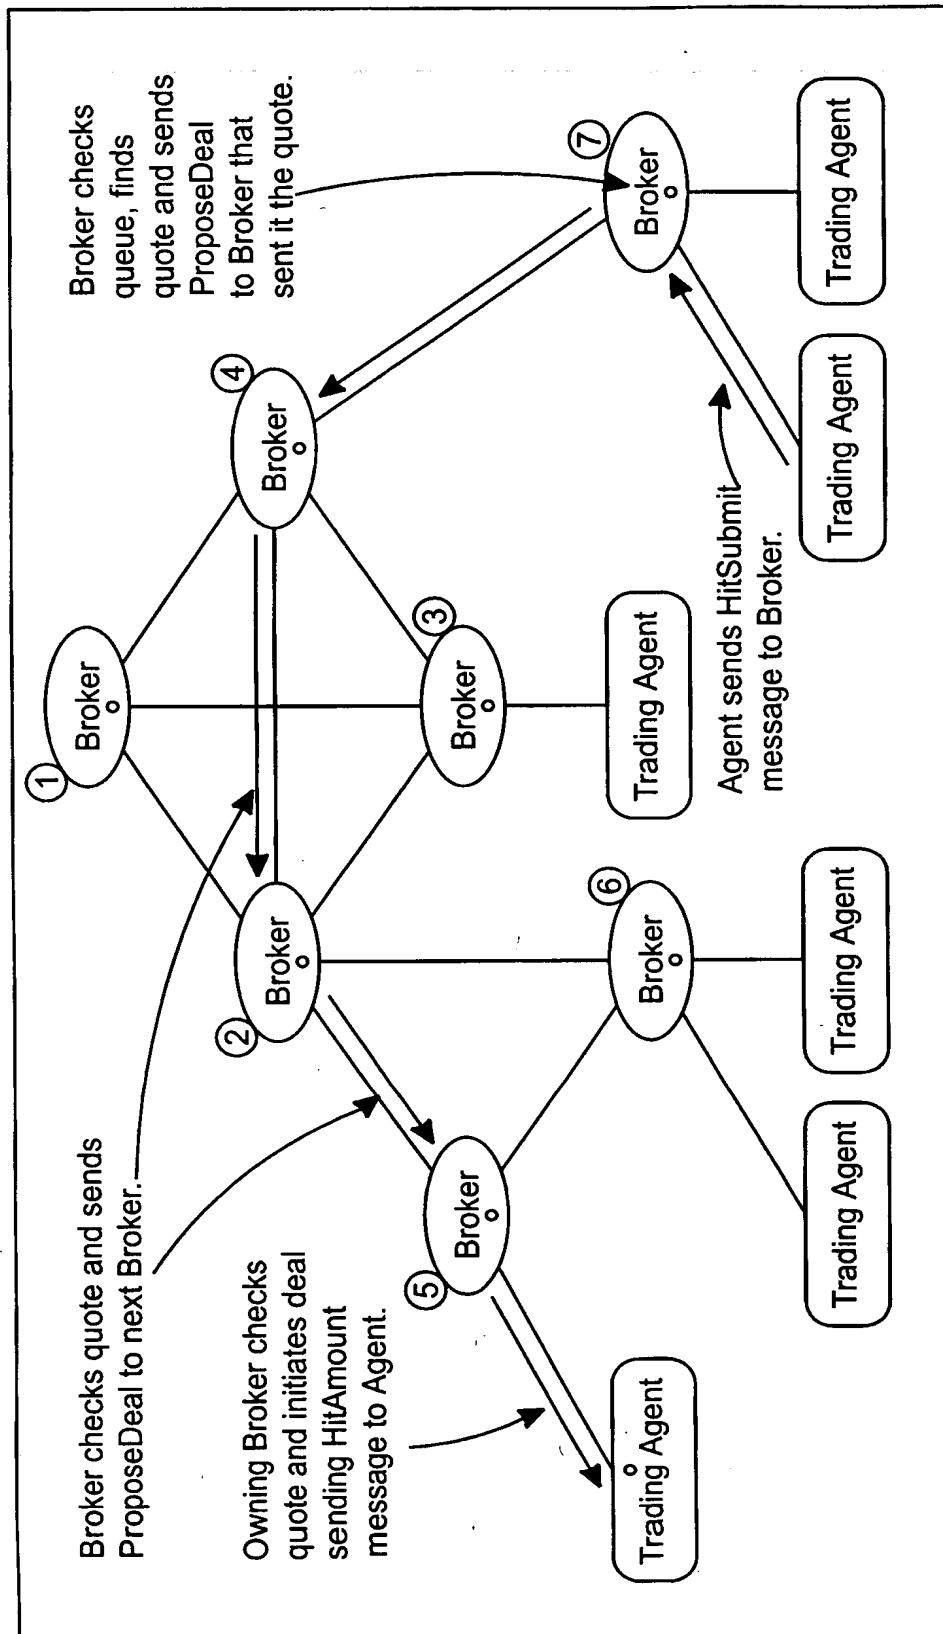 Broker checks quote and sends
ProposeDeal to next Broker.
Broker checks
queue, finds
quote and sends
ProposeDeal
to Broker that
sent it the quote.
1
Broker
2
Broker
4
Broker
3
Broker
Owning Broker checks
quote and initiates deal
sending HitAmount
message to Agent.
5
Broker
6
Broker
7
Broker
Trading Agent
Trading Agent
Agent sends HitSubmit
message to Broker.
Trading Agent
Trading Agent
Trading Agent
Trading Agent